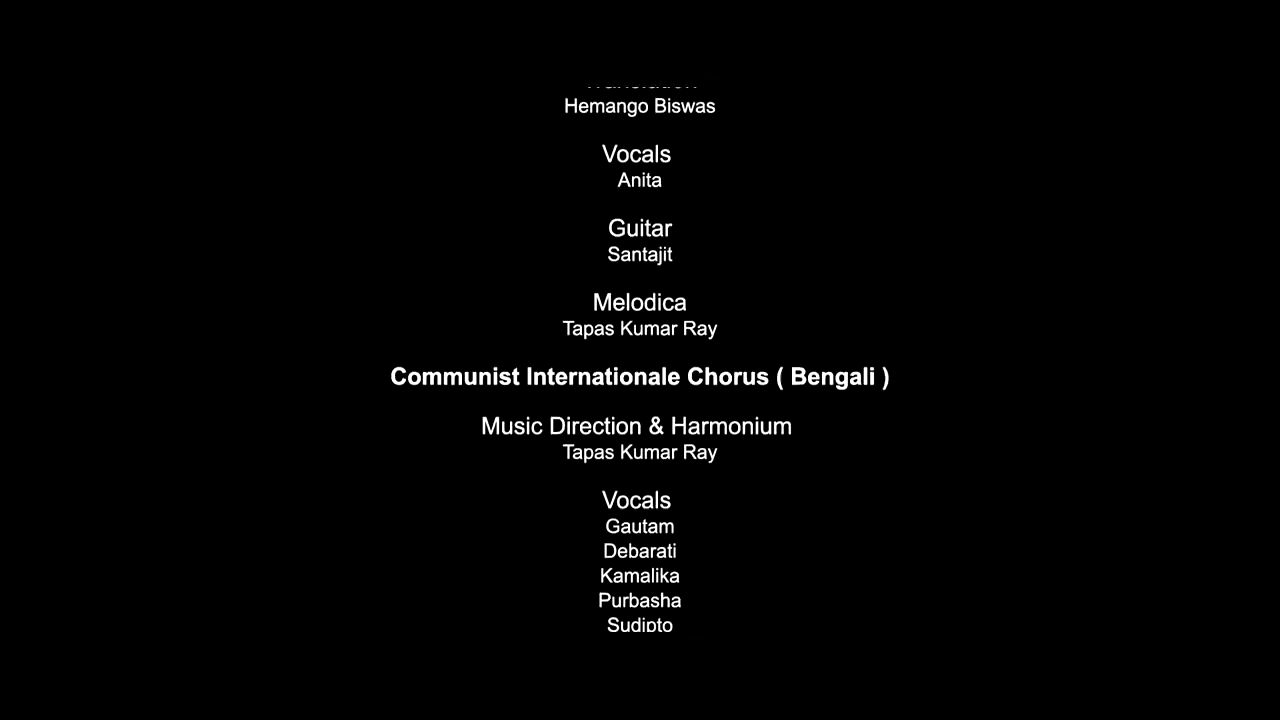 Translation
Hemango Biswas
Vocals
Anita
Guitar
Santajit
Melodica
Tapas Kumar Ray
Communist Internationale Chorus ( Bengali )
Music Direction & Harmonium
Tapas Kumar Ray
Vocals
Gautam
Debarati
Kamalika
Purbasha
Sudipto